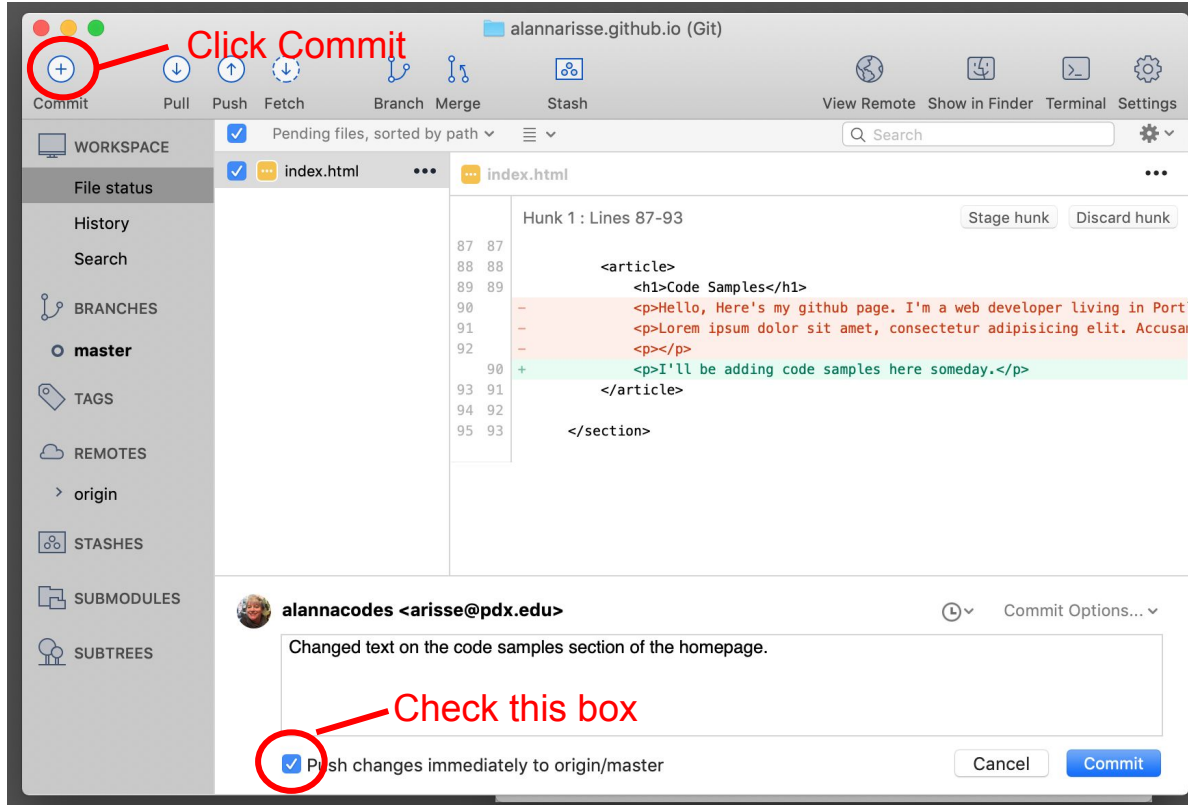 alannarisse.github.io (Git)
Click Commit
Commit Pull Push Fetch Branch Merge Stash View Remote Show in Finder Terminal Settings
WORKSPACE
File status
History
Search
BRANCHES
master
TAGS
REMOTES
origin
STASHES
SUBMODULES
SUBTREES
Pending files, sorted by path
Search
index.html
index.html
Hunk 1 : Lines 87-93
Stage hunk Discard hunk
87 87
88 88 <article>
89 89 <h1>Code Samples</h1>
90 - <p>Hello, Here's my github page. I'm a web developer living in Port
91 - <p>Lorem ipsum dolor sit amet, consectetur adipisicing elit. Accusa
92 - <p></p>
90 + <p>I'll be adding code samples here someday.</p>
93 91 </article>
94 92
95 93 </section>
alannacodes <arisse@pdx.edu>
Commit Options...
Changed text on the code samples section of the homepage.
Check this box
Push changes immediately to origin/master
Cancel Commit